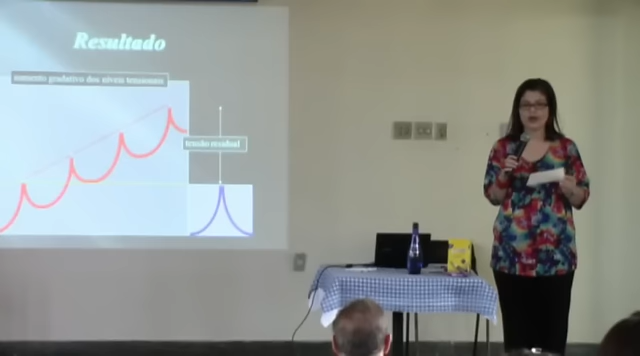 Resultado
aumento gradativo dos níveis tensionais
tensão residual